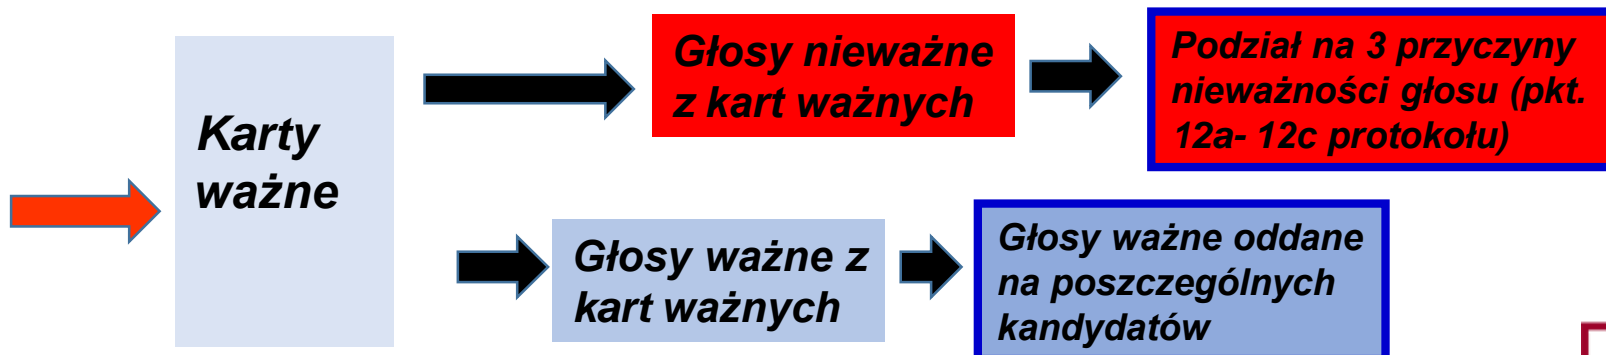 Karty
ważne
Głosy nieważne
z kart ważnych
Podział na 3 przyczyny
nieważności głosu (pkt.
12a- 12c protokołu)
Głosy ważne z
kart ważnych
Głosy ważne oddane
na poszczególnych
kandydatów